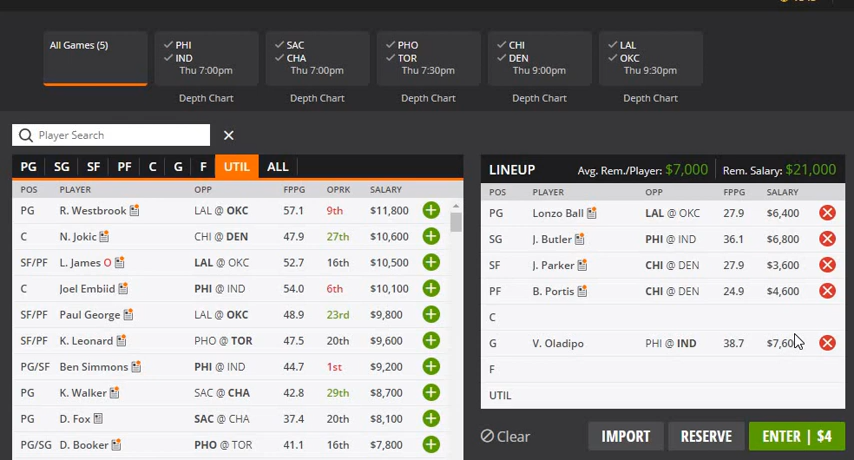 All Games (5)
PHI
IND
Thu 7:00pm
SAC
CHA
Thu 7:00pm
PHO
TOR
Thu 7:30pm
CHI
DEN
Thu 9:00pm
LAL
OKC
Thu 9:30pm
Depth Chart
Depth Chart
Depth Chart
Depth Chart
Depth Chart
Player Search
PG SG SF PF C G F UTIL ALL
POS PLAYER OPP FPPG OPRK SALARY
PG R. Westbrook LAL @ OKC 57.1 9th $11,800
C N. Jokic CHI @ DEN 47.9 27th $10,600
SF/PF L. James O LAL @ OKC 52.7 16th $10,500
C Joel Embiid PHI @ IND 54.0 6th $10,100
SF/PF Paul George LAL @ OKC 48.9 23rd $9,800
SF/PF K. Leonard PHO @ TOR 47.5 20th $9,600
PG/SF Ben Simmons PHI @ IND 44.7 1st $9,200
PG K. Walker SAC @ CHA 42.8 29th $8,700
PG D. Fox SAC @ CHA 37.4 20th $8,100
PG/SG D. Booker PHO @ TOR 41.1 16th $7,800
LINEUP Avg. Rem./Player: $7,000 Rem. Salary: $21,000
POS PLAYER OPP FPPG SALARY
PG Lonzo Ball LAL @ OKC 27.9 $6,400
SG J. Butler PHI @ IND 36.1 $6,800
SF J. Parker CHI @ DEN 27.9 $3,600
PF B. Portis CHI @ DEN 24.9 $4,600
C
G V. Oladipo PHI @ IND 38.7 $7,600
F
UTIL
Clear IMPORT RESERVE ENTER | $4